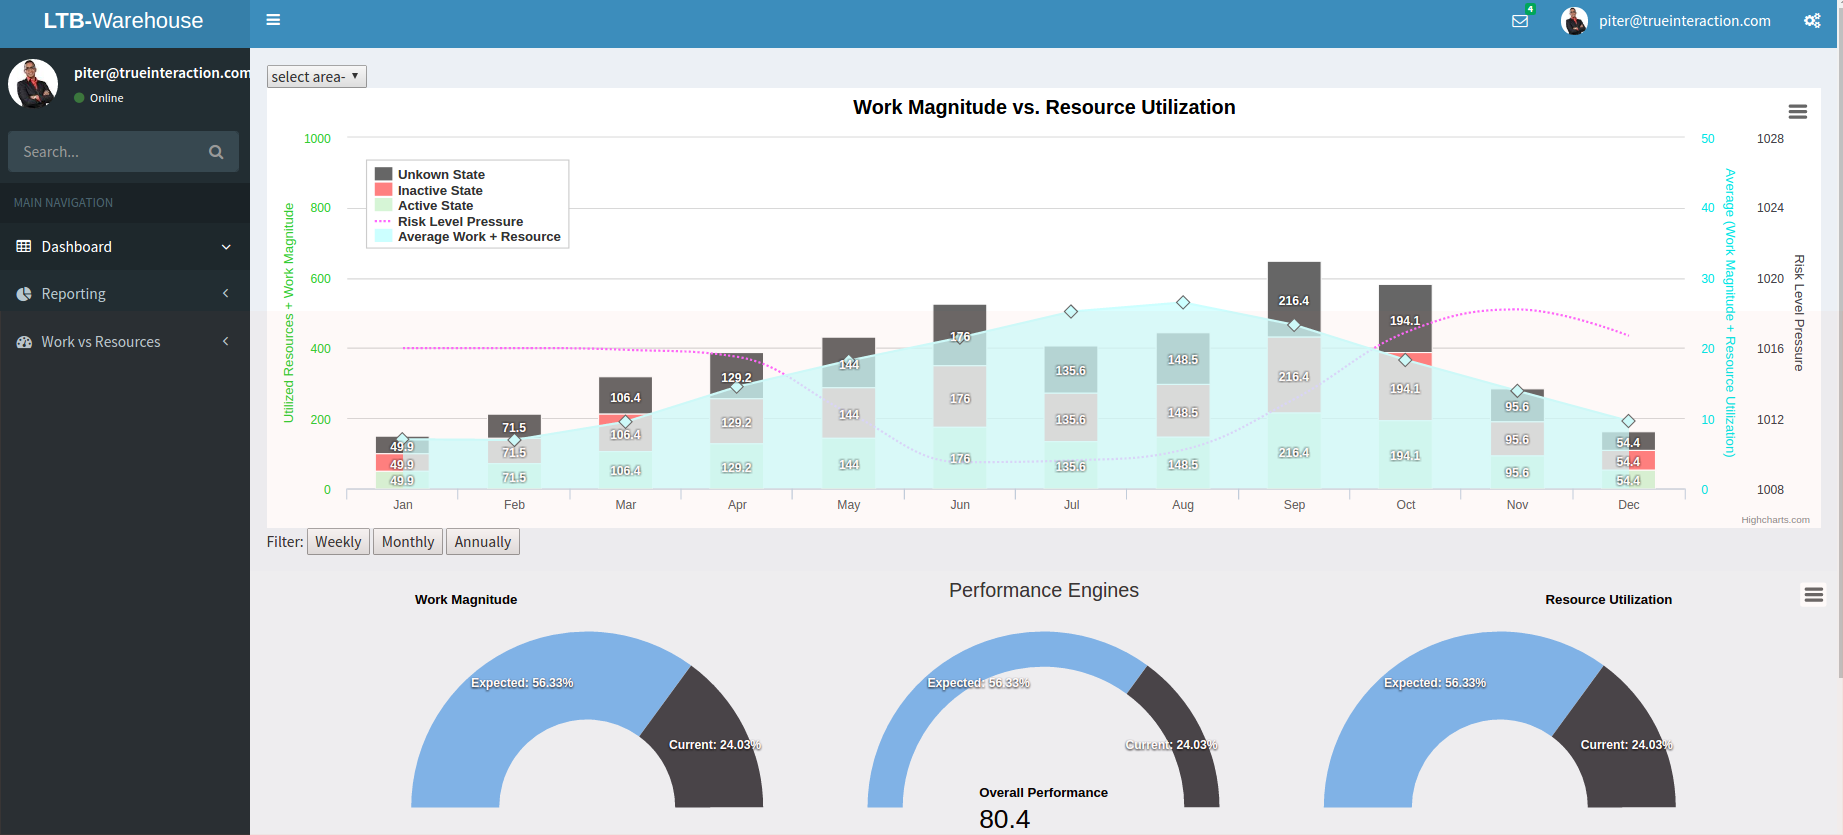 LTB-Warehouse
4
piter@trueinteraction.com
piter@trueinteraction.com
Online
Search...
MAIN NAVIGATION
Dashboard
Reporting
Work vs Resources
select area-
Work Magnitude vs. Resource Utilization
Utilized Resources + Work Magnitude
1000
800
600
400
200
0
Unkown State
Inactive State
Active State
Risk Level Pressure
Average Work + Resource
49.9
49.9
49.9
71.5
71.5
71.5
106.4
106.4
106.4
129.2
129.2
129.2
144
144
144
176
176
176
135.6
135.6
135.6
148.5
148.5
148.5
216.4
216.4
216.4
194.1
194.1
194.1
95.6
95.6
95.6
54.4
54.4
54.4
Jan Feb Mar Apr May Jun Jul Aug Sep Oct Nov Dec
50
40
30
20
10
0
Average (Work Magnitude + Resource Utilization)
1028
1024
1020
1016
1012
1008
Risk Level Pressure
Highcharts.com
Filter: Weekly Monthly Annually
Performance Engines
Work Magnitude
Expected: 56.33%
Current: 24.03%
Expected: 56.33%
Current: 24.03%
Overall Performance
80.4
Resource Utilization
Expected: 56.33%
Current: 24.03%